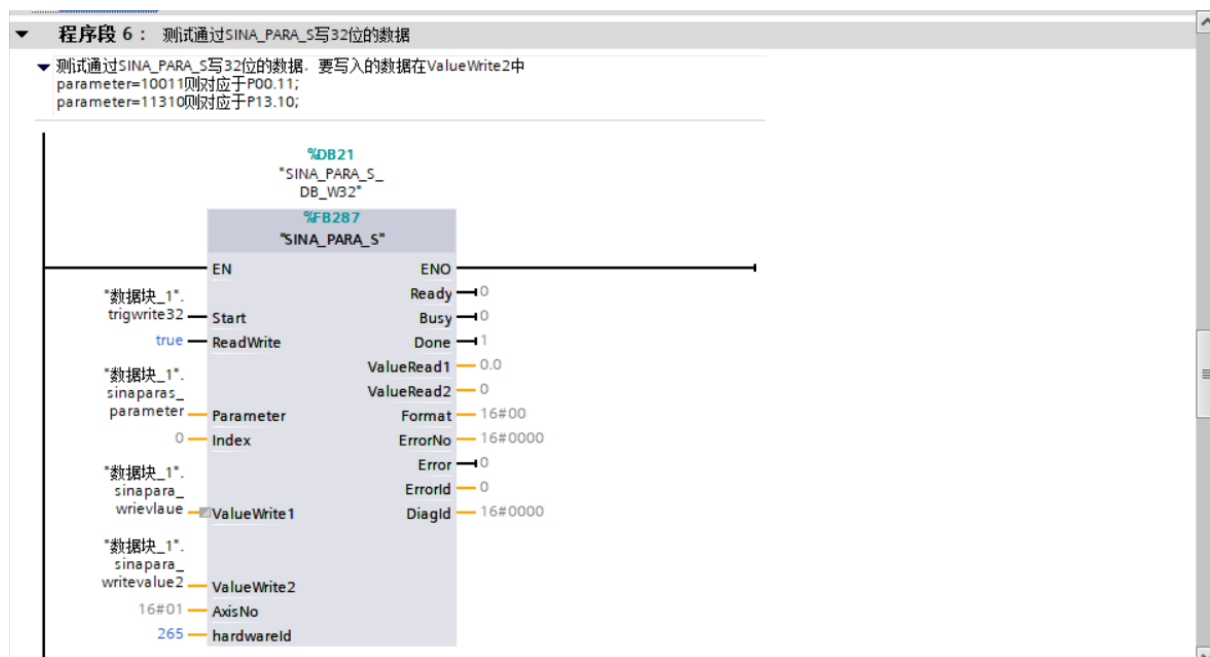 程序段 6： 测试通过SINA_PARA_S写32位的数据
测试通过SINA_PARA_S写32位的数据. 要写入的数据在ValueWrite2中
parameter=10011则对应于P00.11;
parameter=11310则对应于P13.10;
%DB21
"SINA_PARA_S_
DB_W32"
%FB287
"SINA_PARA_S"
EN ENO
Ready 0
"数据块_1".
trigwrite32 Start Busy 0
true ReadWrite Done 1
ValueRead1 0.0
"数据块_1".
sinaparas_ ValueRead2 0
parameter Parameter Format 16#00
0 Index ErrorNo 16#0000
Error 0
"数据块_1".
sinapara_ ErrorId 0
wrievlaue ValueWrite1 DiagId 16#0000
"数据块_1".
sinapara_
writevalue2 ValueWrite2
16#01 AxisNo
265 hardwareId